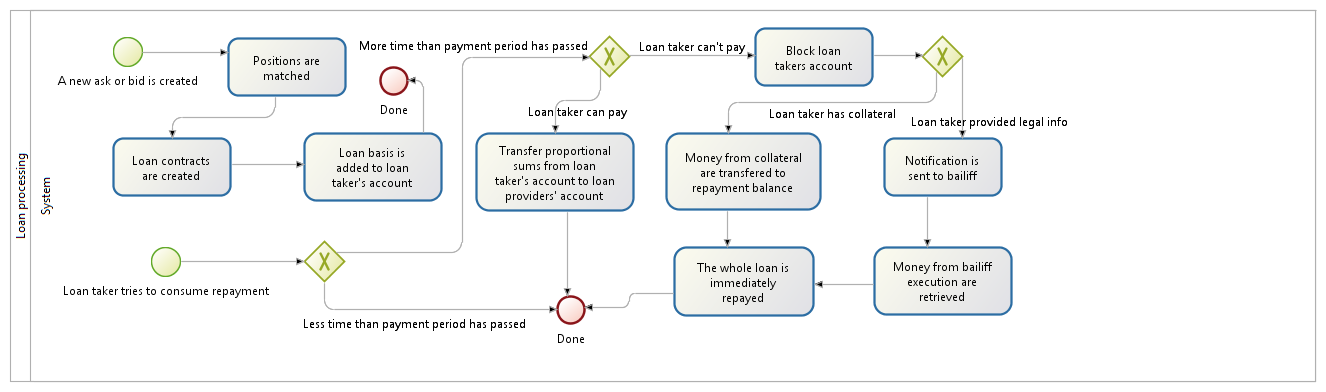 Loan processing
System
A new ask or bid is created
Positions are
matched
Loan contracts
are created
Loan basis is
added to loan
taker's account
Done
More time than payment period has passed
Loan taker can't pay
Loan taker can pay
Block loan
takers account
Loan taker has collateral
Loan taker provided legal info
Transfer proportional
sums from loan
taker's account to loan
providers' account
Money from collateral
are transfered to
repayment balance
Notification is
sent to bailiff
Loan taker tries to consume repayment
Less time than payment period has passed
Done
The whole loan is
immediately
repayed
Money from bailiff
execution are
retrieved